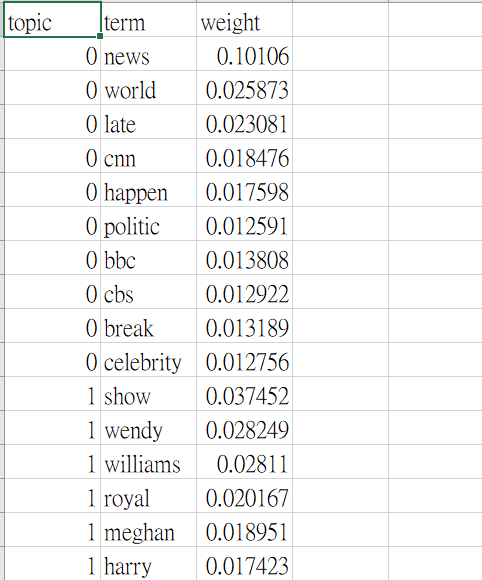 topic term weight
0 news 0.10106
0 world 0.025873
0 late 0.023081
0 cnn 0.018476
0 happen 0.017598
0 politic 0.012591
0 bbc 0.013808
0 cbs 0.012922
0 break 0.013189
0 celebrity 0.012756
1 show 0.037452
1 wendy 0.028249
1 williams 0.02811
1 royal 0.020167
1 meghan 0.018951
1 harry 0.017423